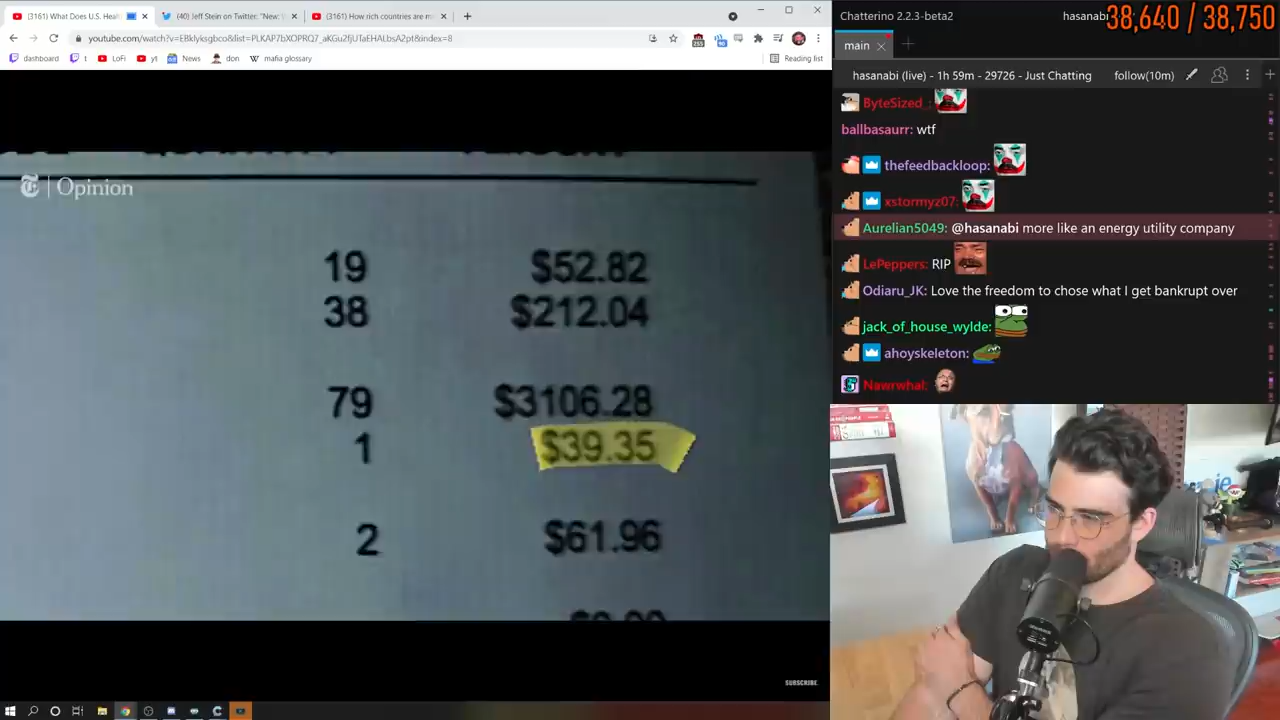 (3161) What Does U.S. Heal
(40) Jeff Stein on Twitter: "New: S
(3161) How rich countries are m
youtube.com/watch?v=EBklyksgbco&list=PLKAP7bXOPRQ7_aKGu2fjUTaEHALbsA2pt&index=8
dashboard
t
LoFi
yt
News
don
mafia glossary
Reading list
QUANTITY
AMOUNT
Opinion
19 $52.82
38 $212.04
79 $3106.28
1 $39.35
2 $61.96
SUBSCRIBE
Chatterino 2.2.3-beta2
hasanabi
38,640 / 38,750
main
hasanabi (live) - 1h 59m - 29726 - Just Chatting
follow(10m)
ByteSized_:
ballbasaurr: wtf
thefeedbackloop:
xstormyz07:
Aurelian5049: @hasanabi more like an energy utility company
LePeppers: RIP
Odiaru_JK: Love the freedom to chose what I get bankrupt over
jack_of_house_wylde:
ahoyskeleton:
Nawrwhal: